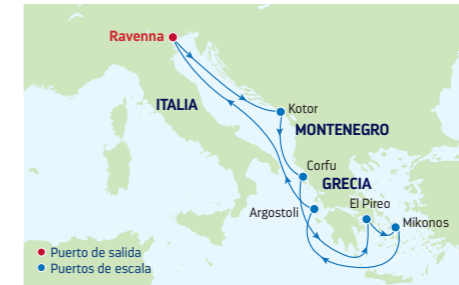 Ravenna
ITALIA
Kotor
MONTENEGRO
Corfu
GRECIA
El Pireo
Argostoli
Mikonos
Puerto de salida
Puertos de escala